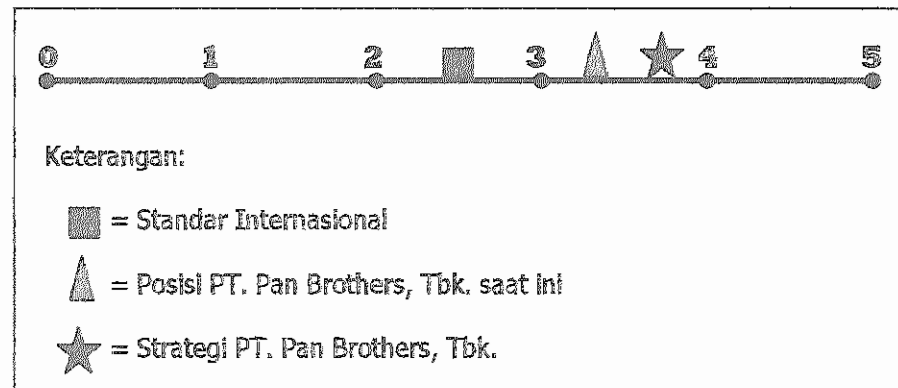 0 1 2 3 4 5
Keterangan:
= Standar Internasional
= Posisi PT. Pan Brothers, Tbk. saat ini
= Strategi PT. Pan Brothers, Tbk.